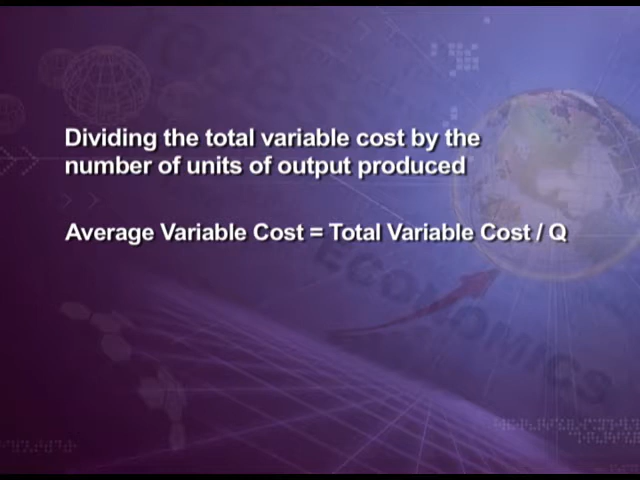 Dividing the total variable cost by the
number of units of output produced
Average Variable Cost = Total Variable Cost / Q
ECONOMICS